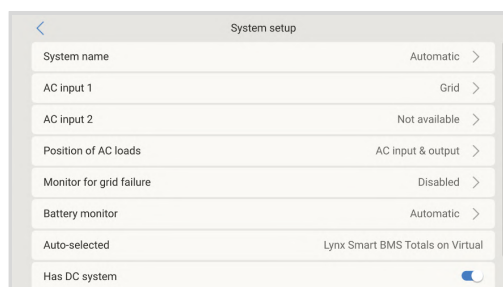 System setup
System name Automatic
AC input 1 Grid
AC input 2 Not available
Position of AC loads AC input & output
Monitor for grid failure Disabled
Battery monitor Automatic
Auto-selected Lynx Smart BMS Totals on Virtual
Has DC system